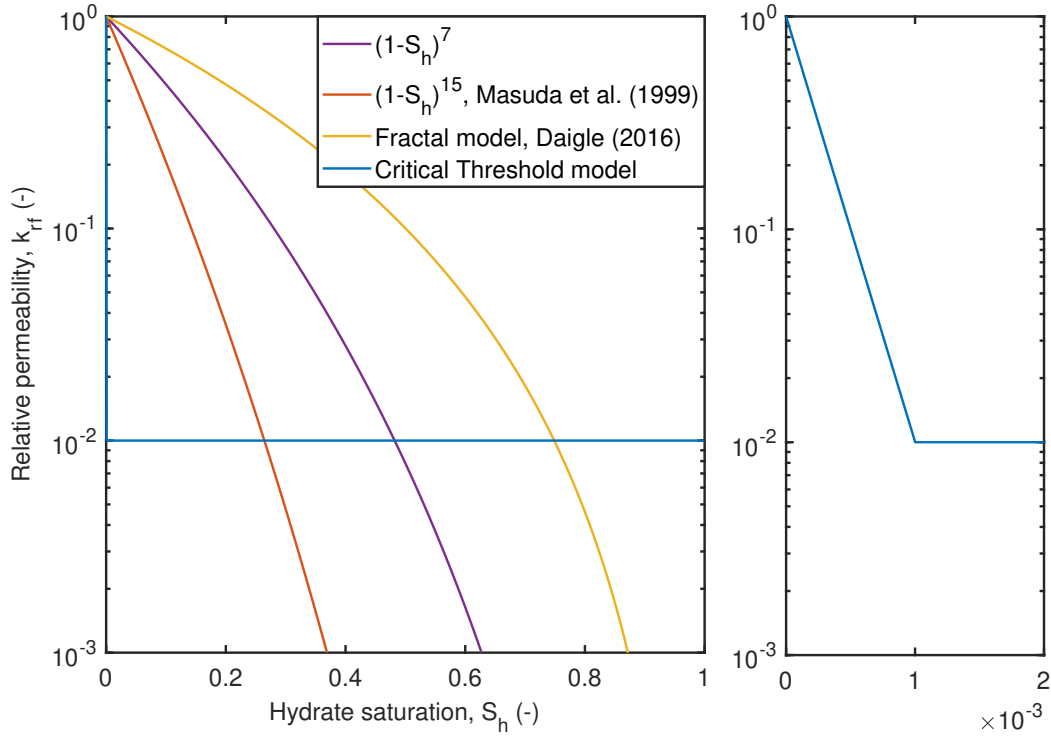 10^0
10^-1
10^-2
10^-3
Relative permeability, k_rf (-)
(1-S_h)^7
(1-S_h)^15, Masuda et al. (1999)
Fractal model, Daigle (2016)
Critical Threshold model
0 0.2 0.4 0.6 0.8 1
Hydrate saturation, S_h (-)
10^0
10^-1
10^-2
10^-3
0 1 2
×10^-3